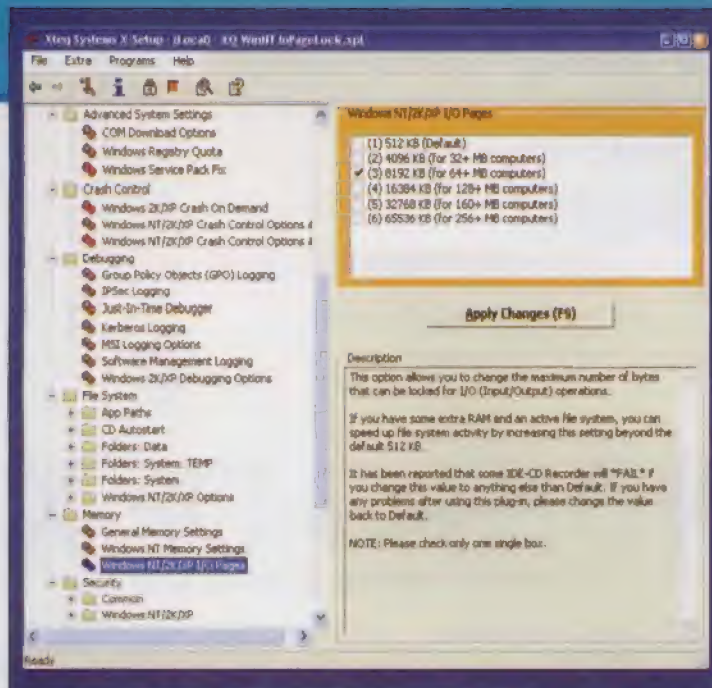 Xteq Systems X-Setup - (Local) - XQ WinNT IoPageLock.xpl
File Extra Programs Help
Advanced System Settings
COM Download Options
Windows Registry Quota
Windows Service Pack Fix
Crash Control
Windows 2K/XP Crash On Demand
Windows NT/2K/XP Crash Control Options
Windows NT/2K/XP Crash Control Options
Debugging
Group Policy Objects (GPO) Logging
IPSec Logging
Just-In-Time Debugger
Kerberos Logging
MSI Logging Options
Software Management Logging
Windows 2K/XP Debugging Options
File System
App Paths
CD Autostart
Folders: Data
Folders: System: TEMP
Folders: System
Windows NT/2K/XP Options
Memory
General Memory Settings
Windows NT Memory Settings
Windows NT/2K/XP I/O Pages
Security
Common
Windows NT/2K/XP
Ready
Windows NT/2K/XP I/O Pages
(1) 512 KB (Default)
(2) 4096 KB (for 32+ MB computers)
(3) 8192 KB (for 64+ MB computers)
(4) 16384 KB (for 128+ MB computers)
(5) 32768 KB (for 160+ MB computers)
(6) 65536 KB (for 256+ MB computers)
Apply Changes (F9)
Description
This option allows you to change the maximum number of bytes
that can be locked for I/O (Input/Output) operations.
If you have some extra RAM and an active file system, you can
speed up file system activity by increasing this setting beyond the
default 512 KB.
It has been reported that some IDE-CD Recorder will "FAIL" if
you change this value to anything else than Default. If you have
any problems after using this plug-in, please change the value
back to Default.
NOTE: Please check only one single box.